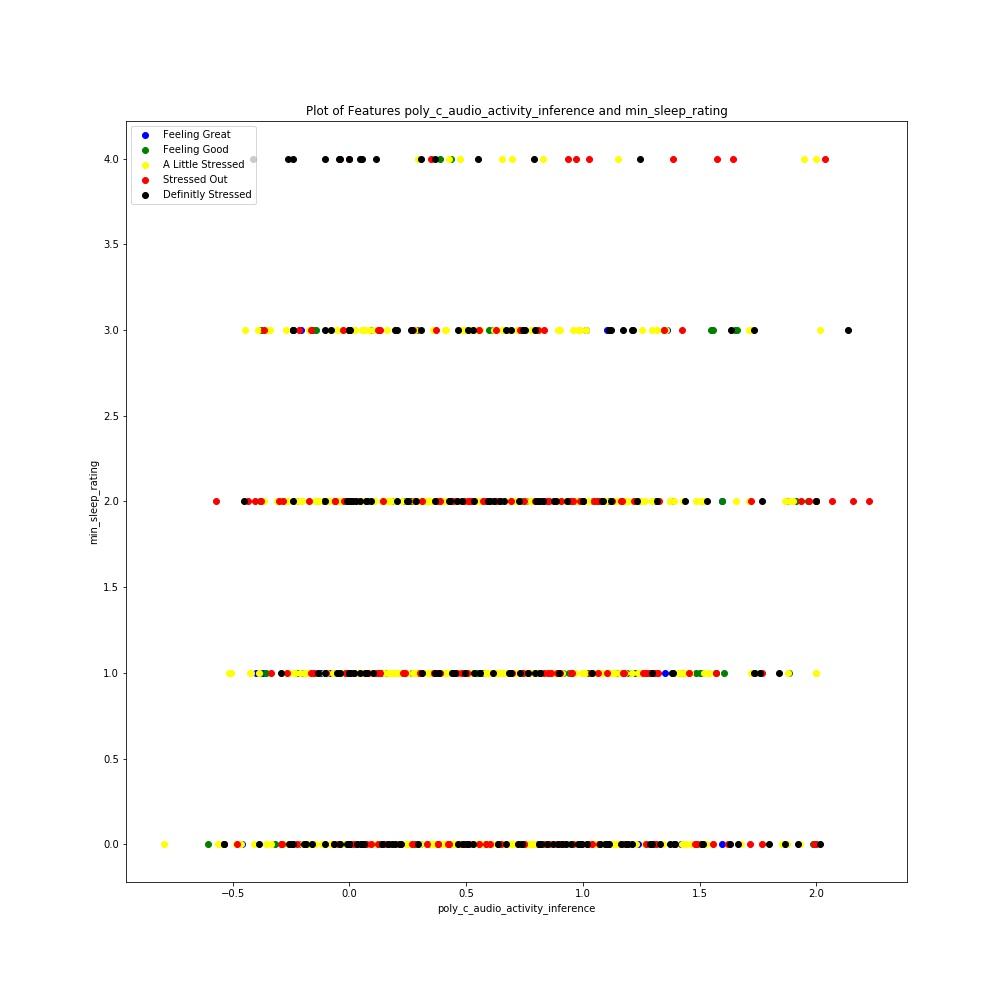 Plot of Features poly_c_audio_activity_inference and min_sleep_rating
Feeling Great
Feeling Good
A Little Stressed
Stressed Out
Definitly Stressed
4.0
3.5
3.0
2.5
2.0
1.5
1.0
0.5
0.0
min_sleep_rating
−0.5 0.0 0.5 1.0 1.5 2.0
poly_c_audio_activity_inference